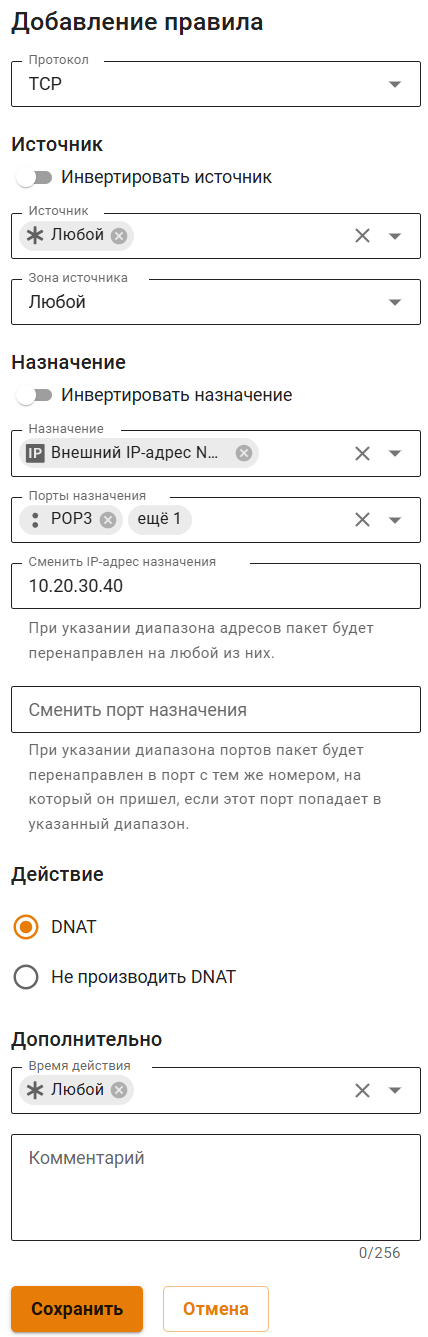 Добавление правила
Протокол
TCP
Источник
Инвертировать источник
Источник
Любой
Зона источника
Любой
Назначение
Инвертировать назначение
Назначение
IP Внешний IP-адрес N...
Порты назначения
POP3 ещё 1
Сменить IP-адрес назначения
10.20.30.40
При указании диапазона адресов пакет будет
перенаправлен на любой из них.
Сменить порт назначения
При указании диапазона портов пакет будет
перенаправлен в порт с тем же номером, на
который он пришел, если этот порт попадает в
указанный диапазон.
Действие
DNAT
Не производить DNAT
Дополнительно
Время действия
Любой
Комментарий
0/256
Сохранить Отмена